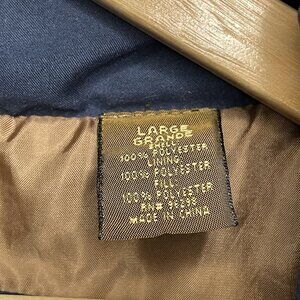 LARGE
GRANDE
SHELL
100% POLYESTER
LINING:
100% POLYESTER
FILL:
100% POLYESTER
RN# 96298
MADE IN CHINA